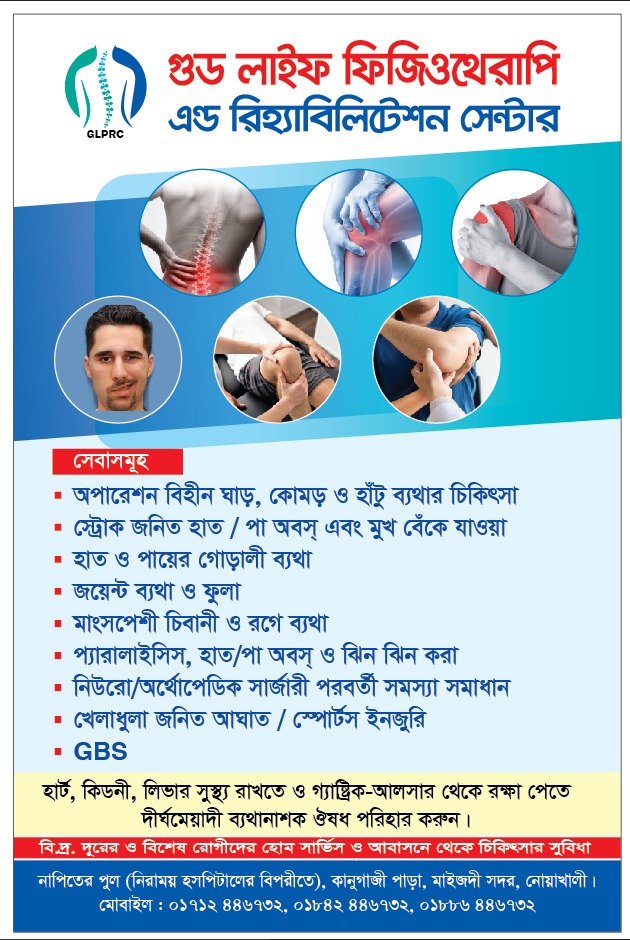 GLPRC
গুড লাইফ ফিজিওথেরাপি
এন্ড রিহ্যাবিলিটেশন সেন্টার
সেবাসমূহ
▪ অপারেশন বিহীন ঘাড়, কোমড় ও হাঁটু ব্যথার চিকিৎসা
▪ স্ট্রোক জনিত হাত / পা অবস্ এবং মুখ বেঁকে যাওয়া
▪ হাত ও পায়ের গোড়ালী ব্যথা
▪ জয়েন্ট ব্যথা ও ফুলা
▪ মাংসপেশী চিবানী ও রগে ব্যথা
▪ প্যারালাইসিস, হাত/পা অবস্ ও ঝিন ঝিন করা
▪ নিউরো/অর্থোপেডিক সার্জারী পরবর্তী সমস্যা সমাধান
▪ খেলাধুলা জনিত আঘাত / স্পোর্টস ইনজুরি
▪ GBS
হার্ট, কিডনী, লিভার সুস্থ্য রাখতে ও গ্যাষ্ট্রিক-আলসার থেকে রক্ষা পেতে
দীর্ঘমেয়াদী ব্যথানাশক ঔষধ পরিহার করুন।
বি.দ্র. দূরের ও বিশেষ রোগীদের হোম সার্ভিস ও আবাসনে থেকে চিকিৎসার সুবিধা
নাপিতের পুল (নিরাময় হসপিটালের বিপরীতে), কানুগাজী পাড়া, মাইজদী সদর, নোয়াখালী।
মোবাইল : ০১৭১২ ৪৪৬৭৩২, ০১৮৪২ ৪৪৬৭৩২, ০১৮৮৬ ৪৪৬৭৩২